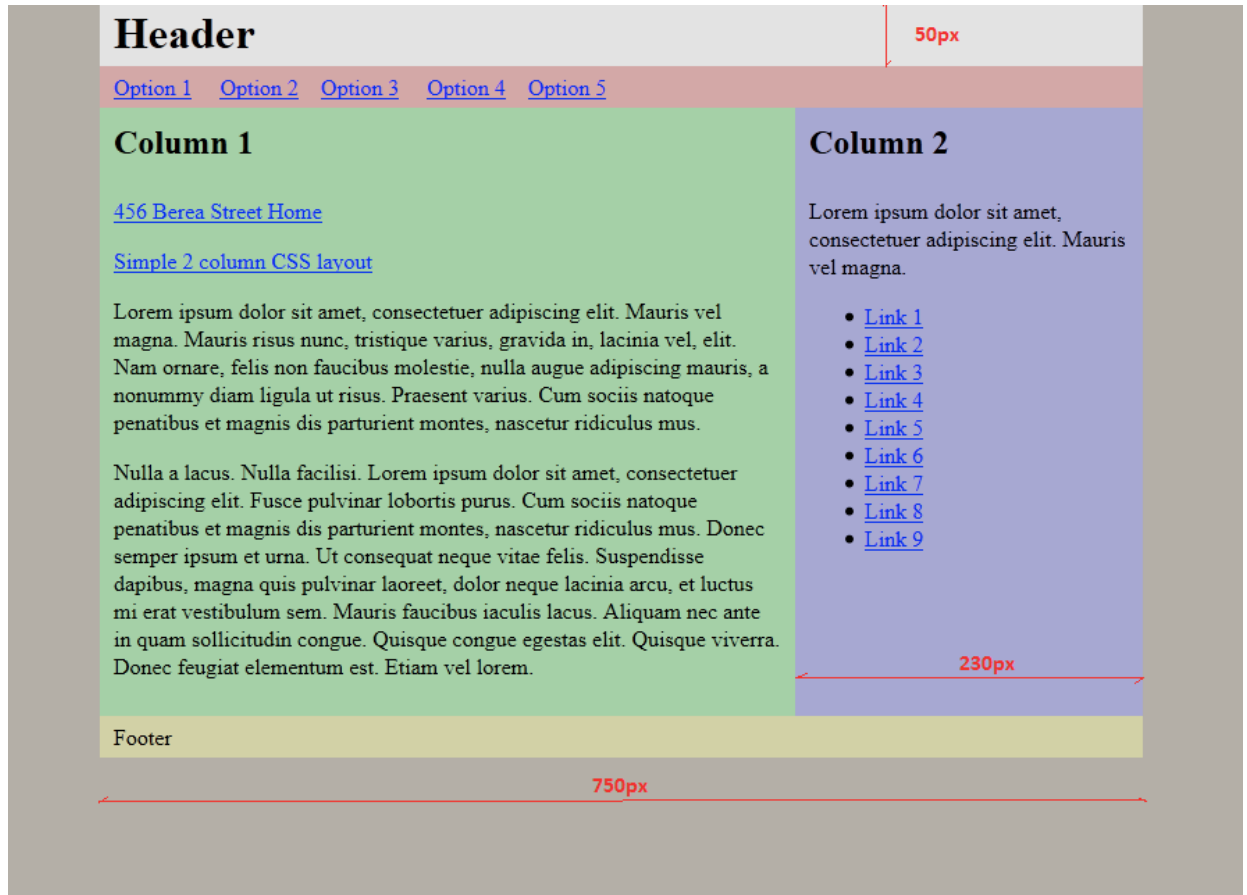 Header
50px
Option 1 Option 2 Option 3 Option 4 Option 5
Column 1
456 Berea Street Home
Simple 2 column CSS layout
Lorem ipsum dolor sit amet, consectetuer adipiscing elit. Mauris vel
magna. Mauris risus nunc, tristique varius, gravida in, lacinia vel, elit.
Nam ornare, felis non faucibus molestie, nulla augue adipiscing mauris, a
nonummy diam ligula ut risus. Praesent varius. Cum sociis natoque
penatibus et magnis dis parturient montes, nascetur ridiculus mus.
Nulla a lacus. Nulla facilisi. Lorem ipsum dolor sit amet, consectetuer
adipiscing elit. Fusce pulvinar lobortis purus. Cum sociis natoque
penatibus et magnis dis parturient montes, nascetur ridiculus mus. Donec
semper ipsum et urna. Ut consequat neque vitae felis. Suspendisse
dapibus, magna quis pulvinar laoreet, dolor neque lacinia arcu, et luctus
mi erat vestibulum sem. Mauris faucibus iaculis lacus. Aliquam nec ante
in quam sollicitudin congue. Quisque congue egestas elit. Quisque viverra.
Donec feugiat elementum est. Etiam vel lorem.
Column 2
Lorem ipsum dolor sit amet,
consectetuer adipiscing elit. Mauris
vel magna.
• Link 1
• Link 2
• Link 3
• Link 4
• Link 5
• Link 6
• Link 7
• Link 8
• Link 9
230px
Footer
750px